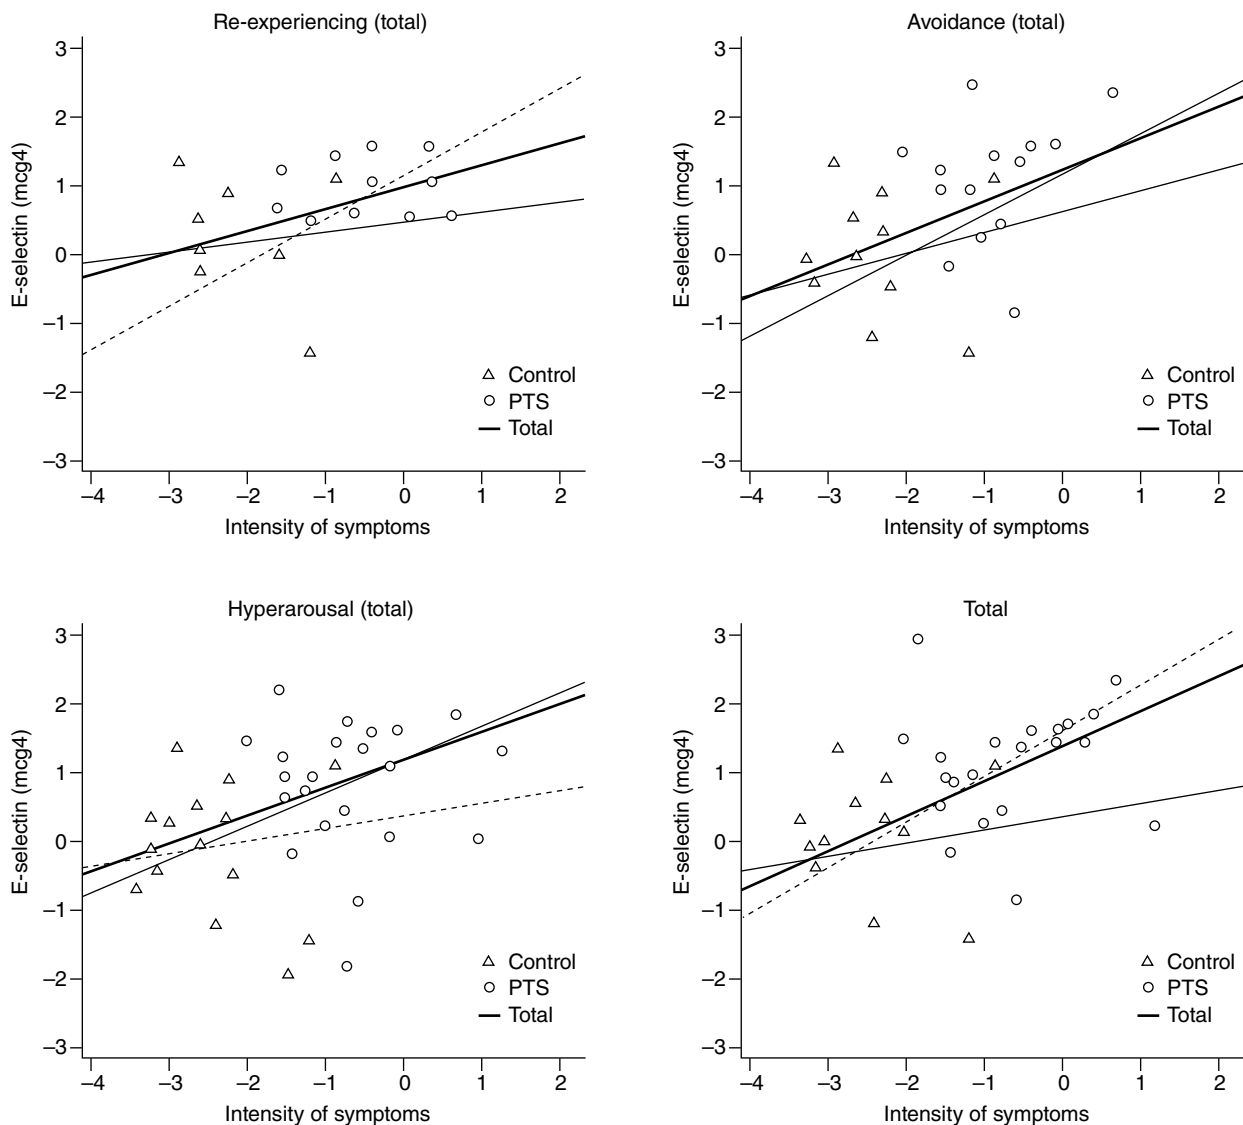 Re-experiencing (total)
3
2
1
0
−1
−2
−3
E-selectin (mcg4)
Control
PTS
Total
−4 −3 −2 −1 0 1 2
Intensity of symptoms
Avoidance (total)
3
2
1
0
−1
−2
−3
E-selectin (mcg4)
Control
PTS
Total
−4 −3 −2 −1 0 1 2
Intensity of symptoms
Hyperarousal (total)
3
2
1
0
−1
−2
−3
E-selectin (mcg4)
Control
PTS
Total
−4 −3 −2 −1 0 1 2
Intensity of symptoms
Total
3
2
1
0
−1
−2
−3
E-selectin (mcg4)
Control
PTS
Total
−4 −3 −2 −1 0 1 2
Intensity of symptoms